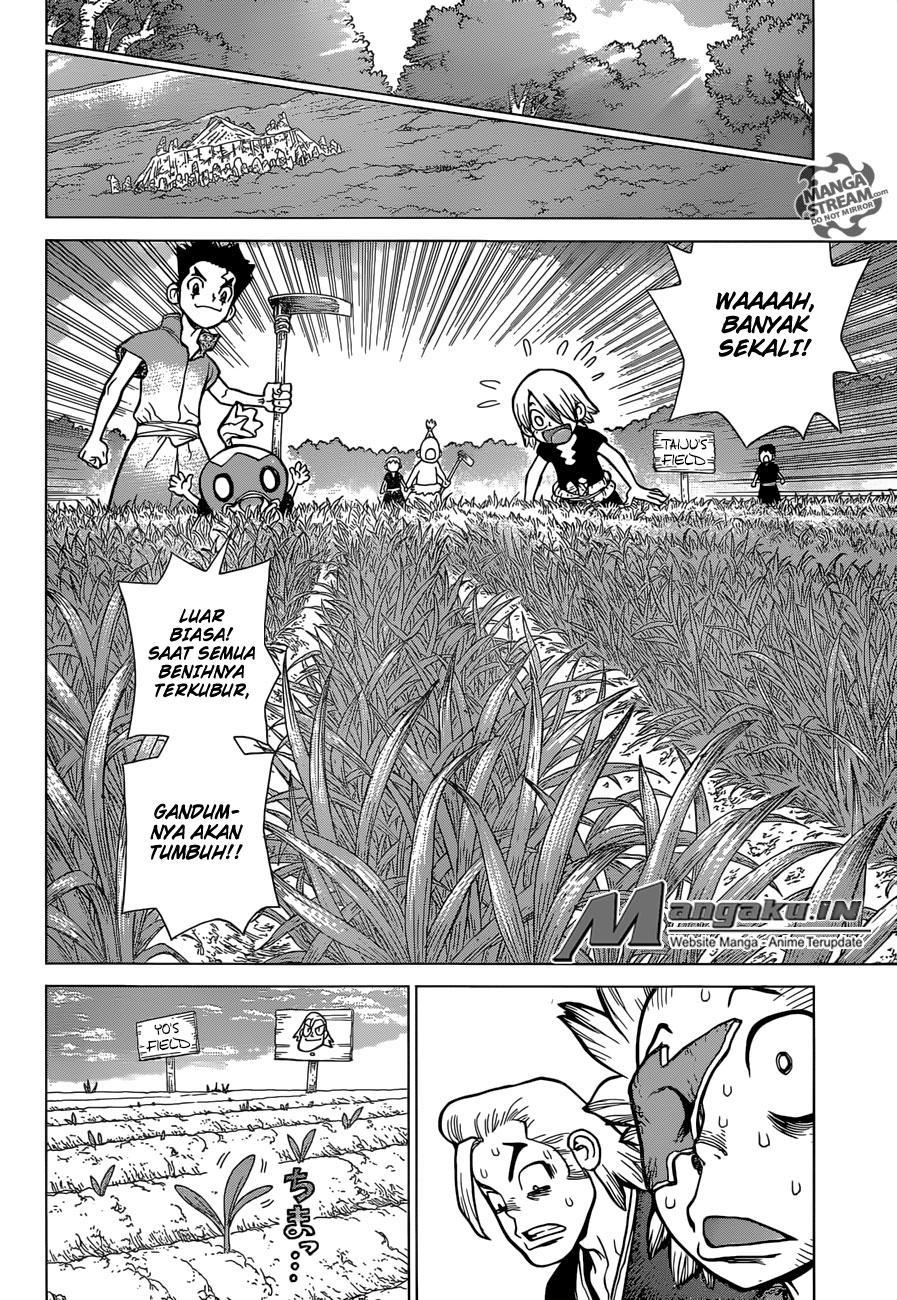 MANGA
STREAM.com
DO NOT MIRROR
WAAAAH,
BANYAK
SEKALI!
TAIJU'S
FIELD
LUAR
BIASA!
SAAT SEMUA
BENIHNYA
TERKUBUR,
GANDUM-
NYA AKAN
TUMBUH!!
Mangaku.IN
Website Manga - Anime Terupdate
YO'S
FIELD
ちまっ…